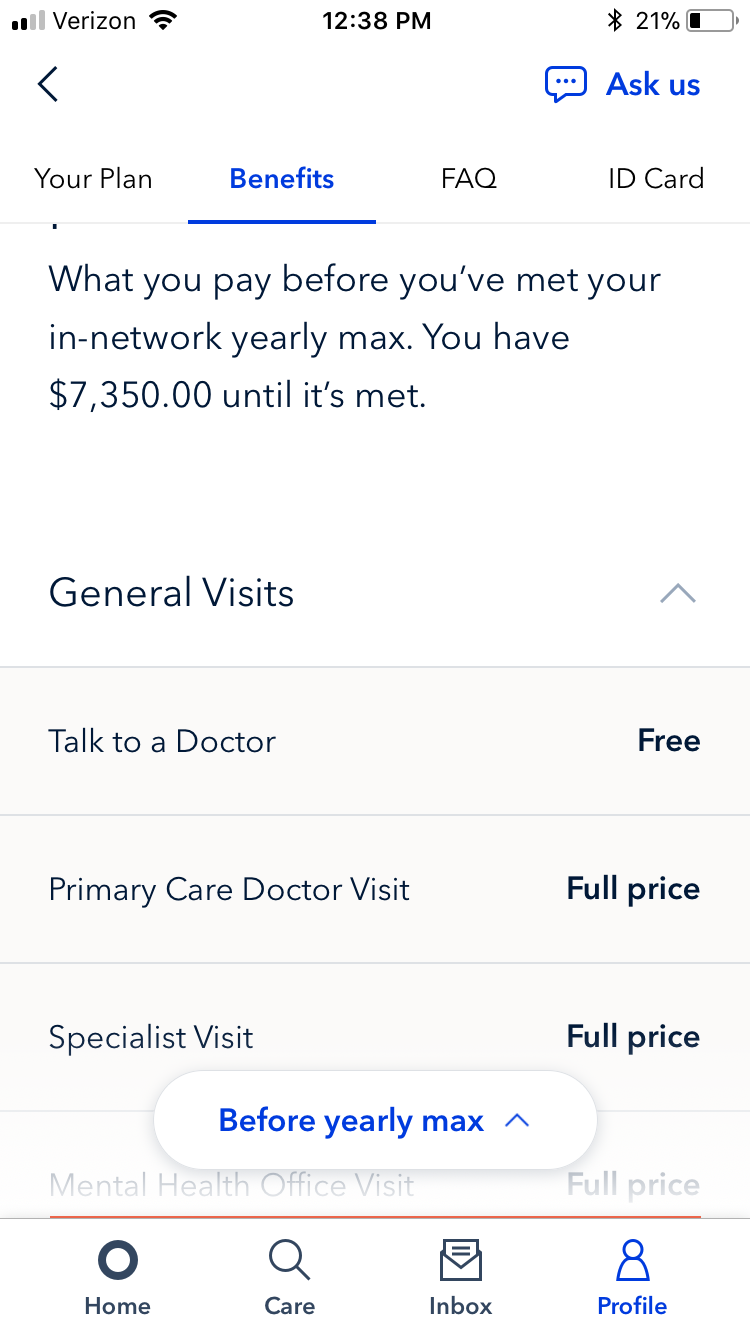 Verizon 12:38 PM 21%
Ask us
Your Plan Benefits FAQ ID Card
What you pay before you’ve met your
in-network yearly max. You have
$7,350.00 until it’s met.
General Visits
Talk to a Doctor Free
Primary Care Doctor Visit Full price
Specialist Visit Full price
Before yearly max
Mental Health Office Visit Full price
Home Care Inbox Profile